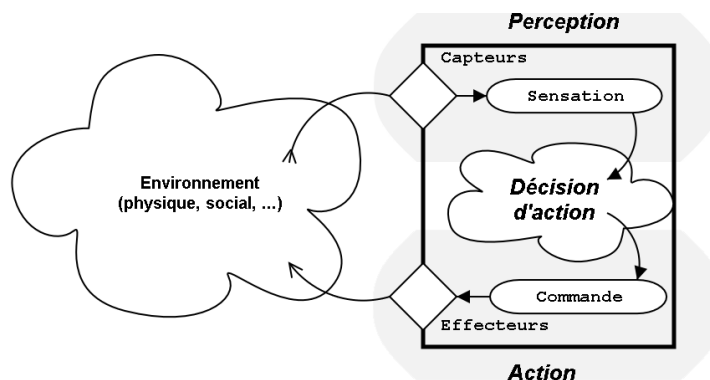 Perception
Capteurs
Sensation
Environnement
(physique, social, ...)
Décision
d'action
Commande
Effecteurs
Action